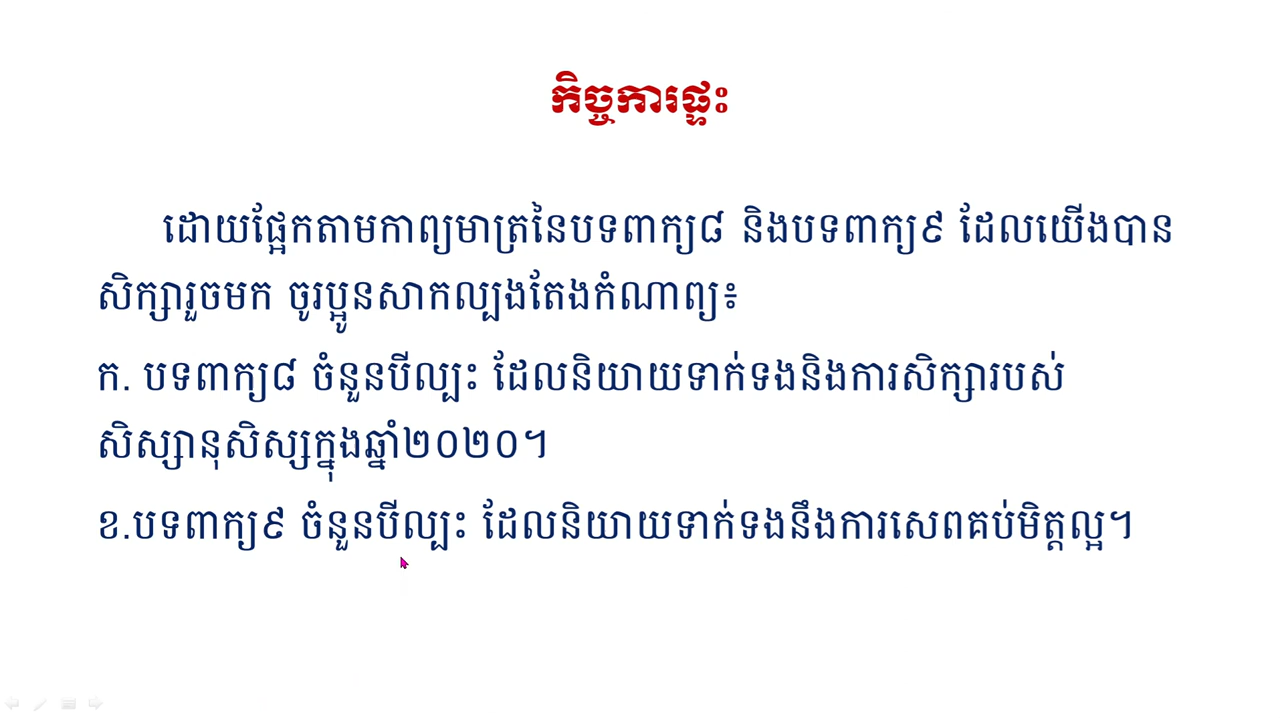 កិច្ចការផ្ទះ
ដោយផ្អែកតាមកាព្យមាត្រនៃបទពាក្យ៨ និងបទពាក្យ៩ ដែលយើងបាន
សិក្សារួចមក ចូរប្អូនសាកល្បងតែងកំណាព្យ៖
ក. បទពាក្យ៨ ចំនួនបីល្បះ ដែលនិយាយទាក់ទងនិងការសិក្សារបស់
សិស្សានុសិស្សក្នុងឆ្នាំ២០២០។
ខ.បទពាក្យ៩ ចំនួនបីល្បះ ដែលនិយាយទាក់ទងនឹងការសេពគប់មិត្តល្អ។